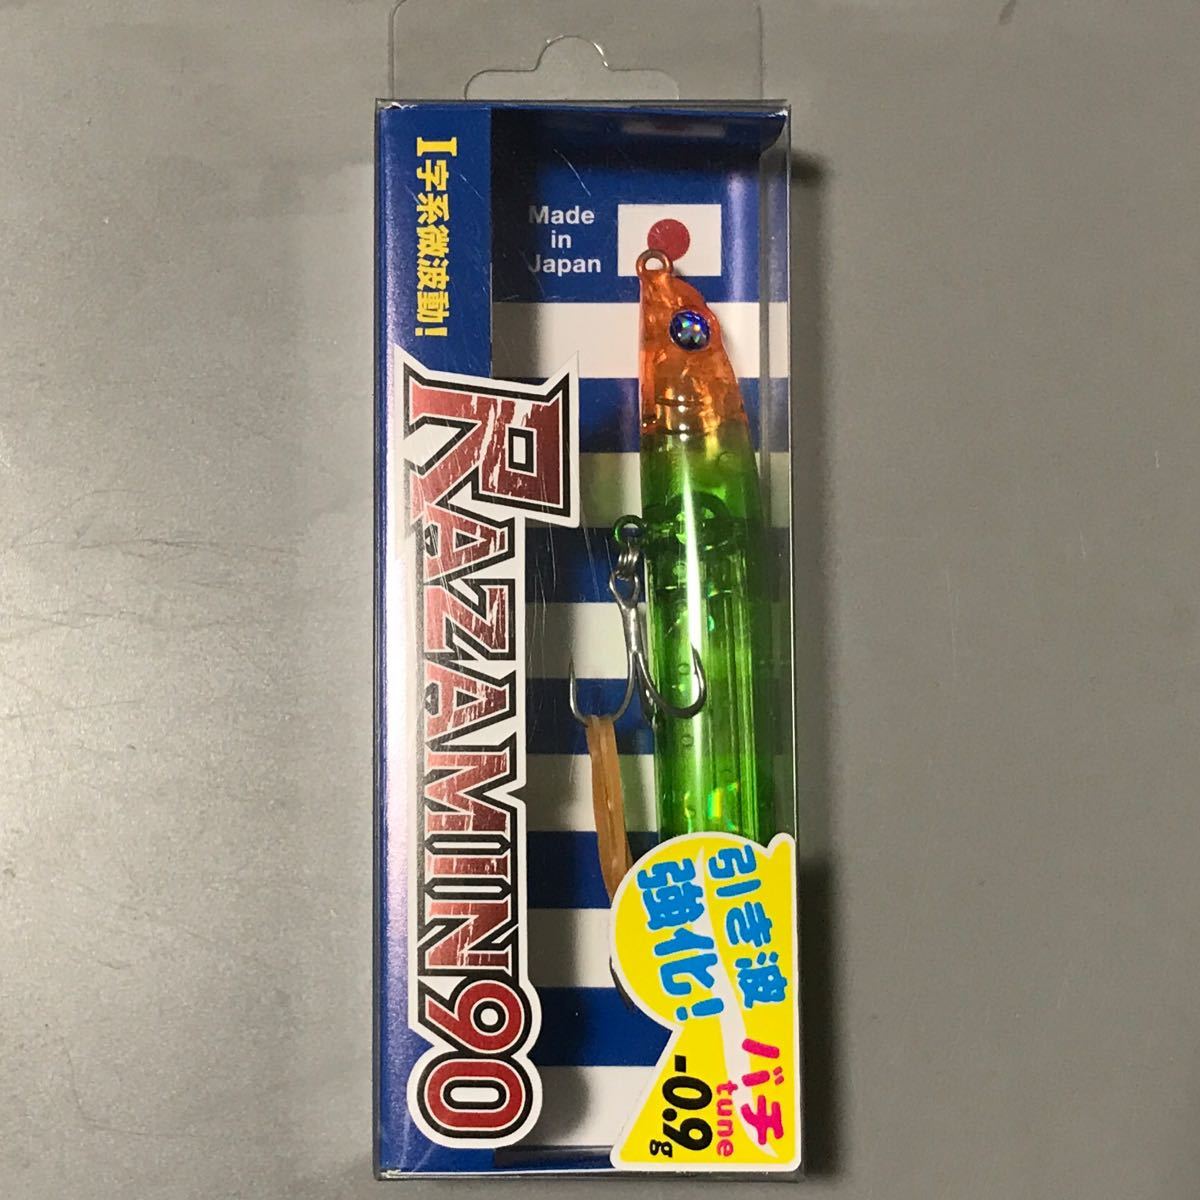 I字系微波動!
Made
in
Japan
RAZAMIN90
引き波
強化!
バチ
tune
-0.9g